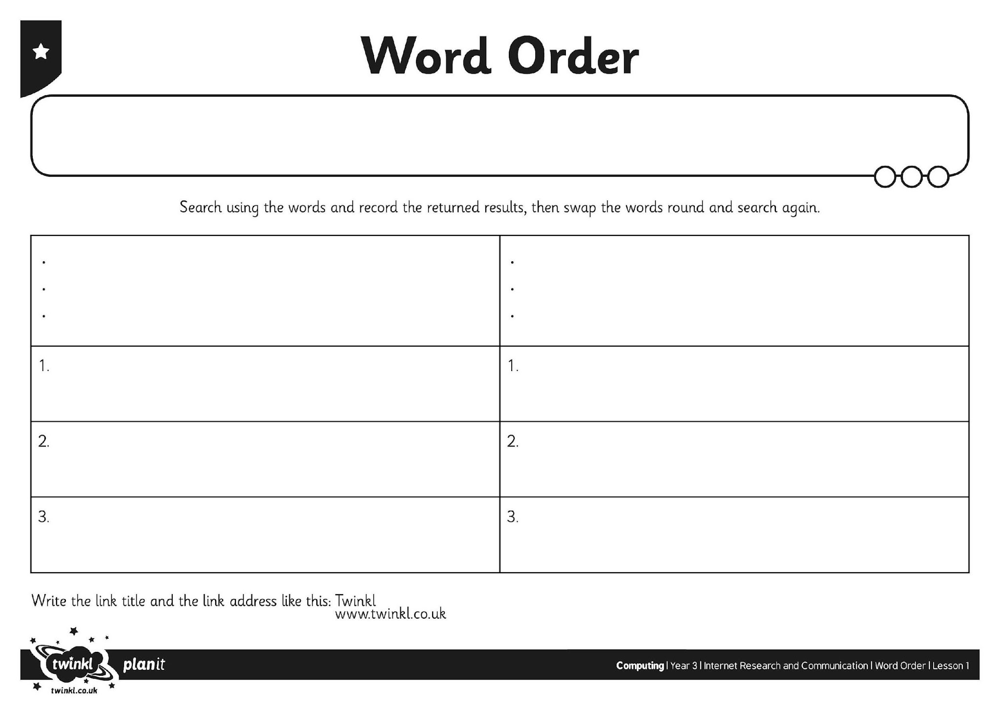 Word Order
Search using the words and record the returned results, then swap the words round and search again.
•
•
•
•
•
•
1.
1.
2.
2.
3.
3.
Write the link title and the link address like this: Twinkl
www.twinkl.co.uk
twinkl
planit
Computing | Year 3 | Internet Research and Communication | Word Order | Lesson 1
twinkl.co.uk